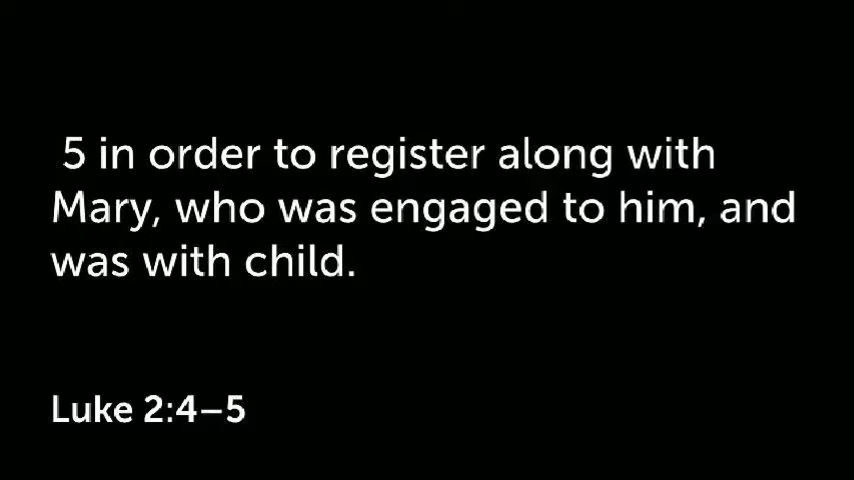 5 in order to register along with
Mary, who was engaged to him, and
was with child.
Luke 2:4–5